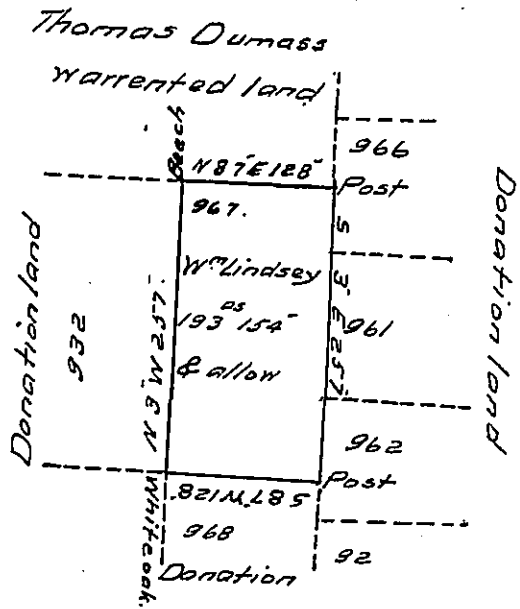 Thomas Dumass
warrented land
Beach
N 87 E 128
966
Post
967.
S 3 E 257
Wm Lindsey
193 as 154
& allow
961
N 3 W 257.
Donation land
932
Donation land
962
S 87 W 128.
Post
Whiteoak.
968
92
Donation